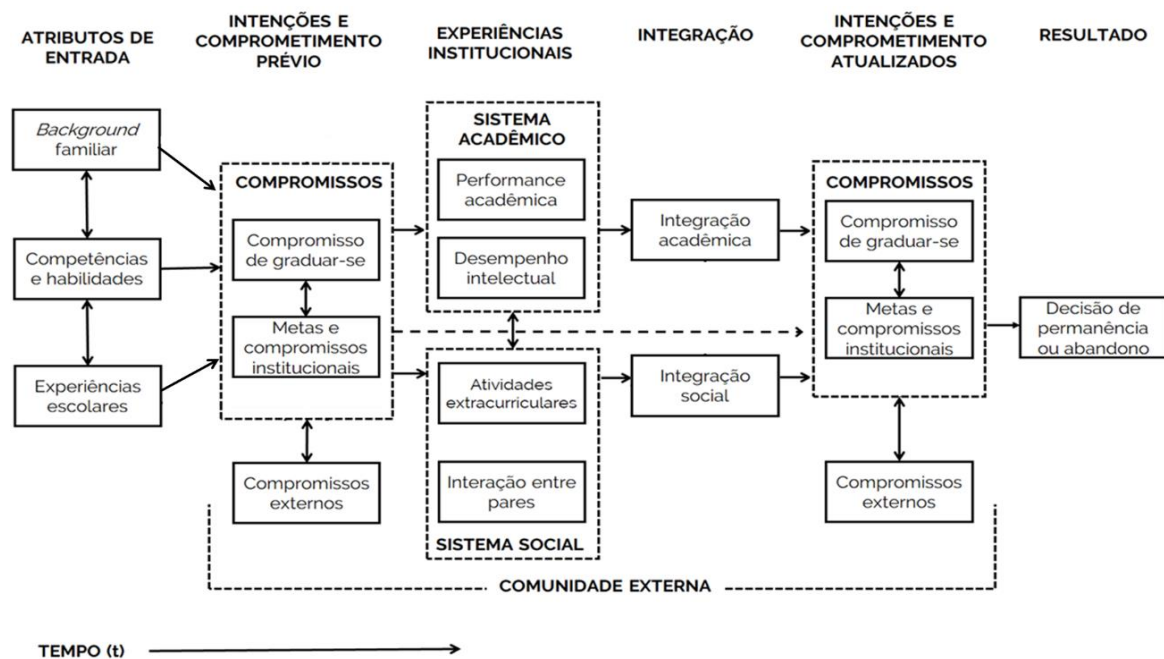 ATRIBUTOS DE
ENTRADA
INTENÇÕES E
COMPROMETIMENTO
PRÉVIO
EXPERIÊNCIAS
INSTITUCIONAIS
INTEGRAÇÃO
INTENÇÕES E
COMPROMETIMENTO
ATUALIZADOS
RESULTADO
Background
familiar
Competências
e habilidades
Experiências
escolares
COMPROMISSOS
Compromisso
de graduar-se
Metas e
compromissos
institucionais
Compromissos
externos
SISTEMA
ACADÊMICO
Performance
acadêmica
Desempenho
intelectual
Atividades
extracurriculares
Interação entre
pares
SISTEMA SOCIAL
Integração
acadêmica
Integração
social
COMPROMISSOS
Compromisso
de graduar-se
Metas e
compromissos
institucionais
Compromissos
externos
Decisão de
permanência
ou abandono
COMUNIDADE EXTERNA
TEMPO (t)